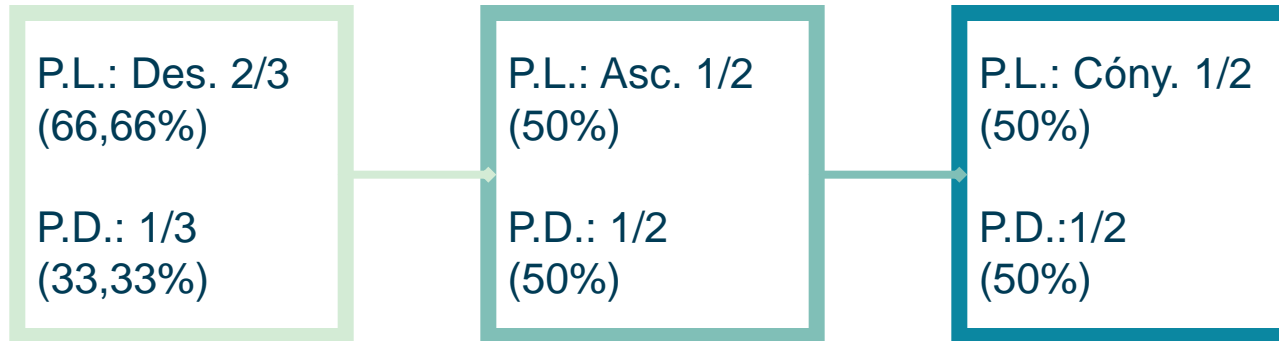 P.L.: Des. 2/3
(66,66%)
P.D.: 1/3
(33,33%)
P.L.: Asc. 1/2
(50%)
P.D.: 1/2
(50%)
P.L.: Cóny. 1/2
(50%)
P.D.:1/2
(50%)